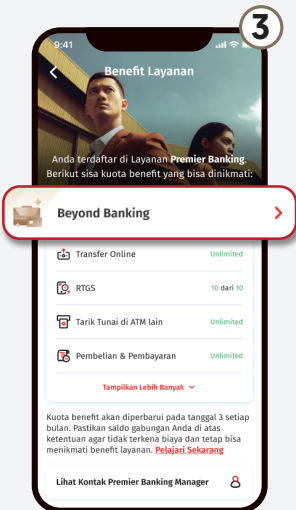 3
9:41
Benefit Layanan
Anda terdaftar di Layanan Premier Banking.
Berikut sisa kuota benefit yang bisa dinikmati:
Beyond Banking
Transfer Online Unlimited
RTGS 10 dari 10
Tarik Tunai di ATM lain Unlimited
Pembelian & Pembayaran Unlimited
Tampilkan Lebih Banyak
Kuota benefit akan diperbarui pada tanggal 3 setiap
bulan. Pastikan saldo gabungan Anda di atas
ketentuan agar tidak terkena biaya dan tetap bisa
menikmati benefit layanan. Pelajari Sekarang
Lihat Kontak Premier Banking Manager